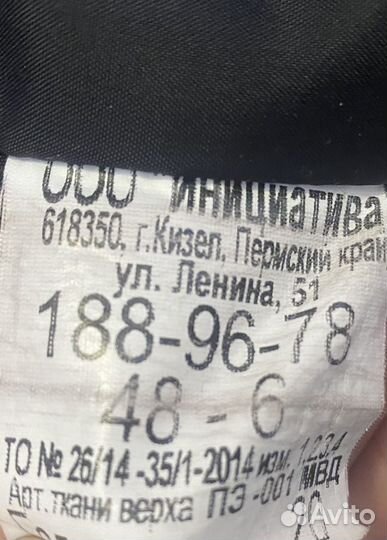 ООО "ИНИЦИАТИВА
618350, г.Кизел, Пермский край
ул. Ленина, 51
188-96-78
48 - 6
ТО № 26/14 -35/1-2014 изм. 1,2,3,4
Арт.ткани верха ПЭ -001 МВД
Avito